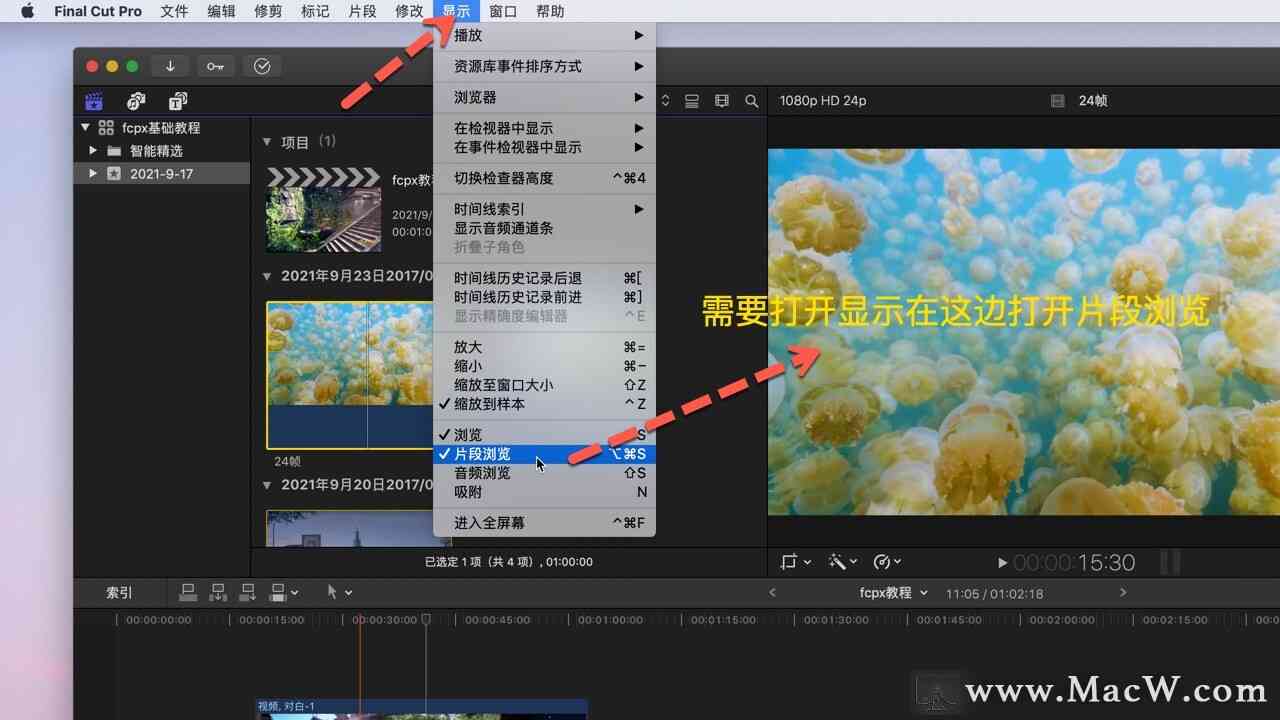 Final Cut Pro 文件 编辑 修剪 标记 片段 修改 显示 窗口 帮助
播放
资源库事件排序方式
浏览器
在检视器中显示
在事件检视器中显示
切换检查器高度 ^⌘4
时间线索引
显示音频通道条
折叠子角色
时间线历史记录后退 ⌘[
时间线历史记录前进 ⌘]
显示精确度编辑器 ^E
放大 ⌘=
缩小 ⌘−
缩放至窗口大小 ⇧Z
✓缩放到样本 ^Z
✓浏览 S
✓片段浏览 ⌥⌘S
音频浏览 ⇧S
吸附 N
进入全屏幕 ^⌘F
fcpx基础教程
智能精选
2021-9-17
项目 (1)
fcpx教
2021/9/
00:01:0
2021年9月23日2017/0
24帧
2021年9月20日2017/0
已选定 1 项（共 4 项）, 01:00:00
1080p HD 24p
24帧
需要打开显示在这边打开片段浏览
00:00:15:30
索引
fcpx教程
11:05 / 01:02:18
00:00:00:00 00:00:15:00 00:00:30:00 00:00:45:00 00:01:00:00 00:01:15:00 00:01:30:00 00:01:45:00 00:02:00:00 00:02:15:00 00:0
视频, 对白-1
www.MacW.com